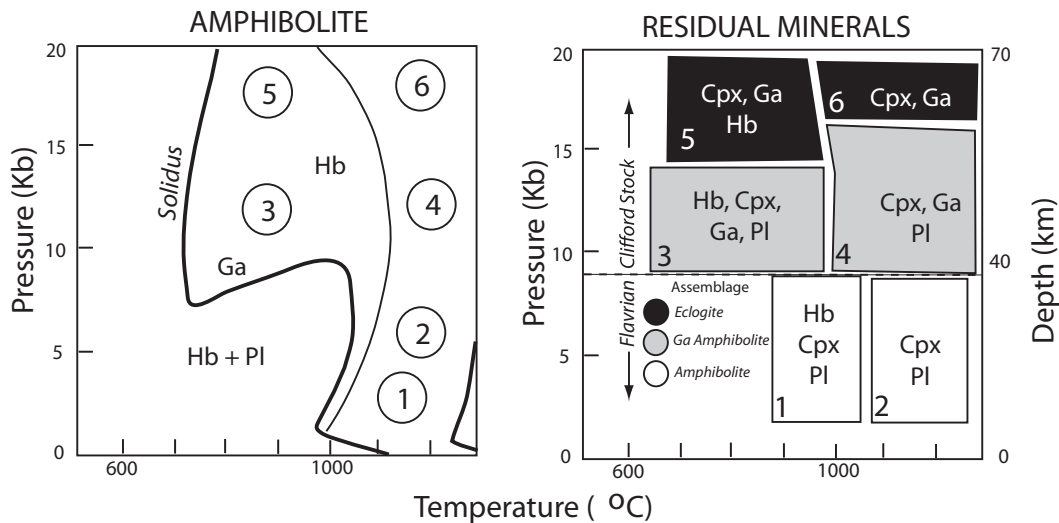 AMPHIBOLITE
20
15
10
5
0
Pressure (Kb)
Solidus
5
6
Hb
3
4
Ga
2
Hb + Pl
1
600
1000
RESIDUAL MINERALS
20
15
10
5
0
Pressure (Kb)
70
40
0
Depth (km)
Cpx, Ga
Hb
5
6
Cpx, Ga
Clifford Stock
Hb, Cpx,
Ga, Pl
3
Cpx, Ga
Pl
4
Flavrian
Assemblage
Eclogite
Ga Amphibolite
Amphibolite
Hb
Cpx
Pl
1
Cpx
Pl
2
600
1000
Temperature ( OC)